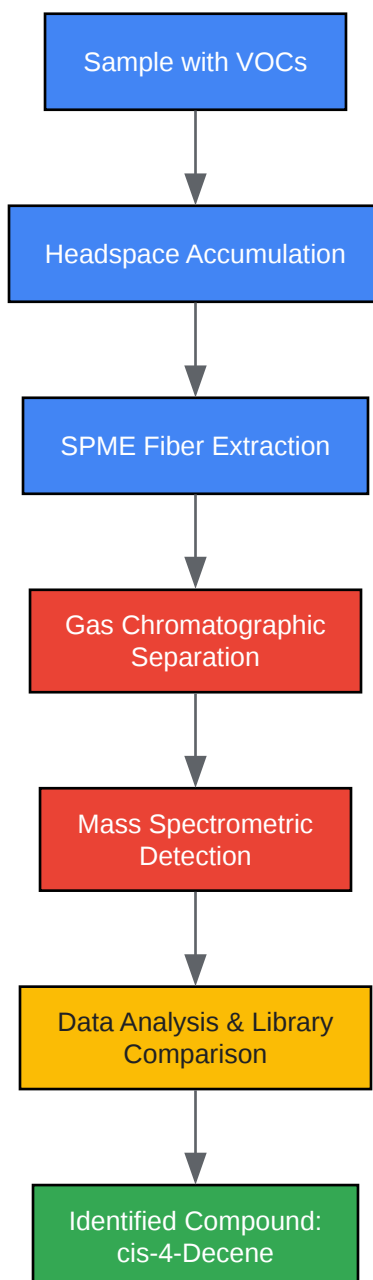 Sample with VOCs
Headspace Accumulation
SPME Fiber Extraction
Gas Chromatographic
Separation
Mass Spectrometric
Detection
Data Analysis & Library
Comparison
Identified Compound:
cis-4-Decene